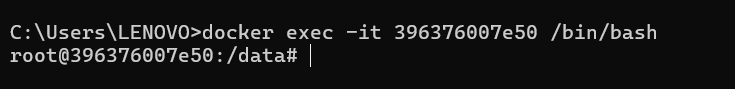 C:\Users\LENOVO>docker exec -it 396376007e50 /bin/bash
root@396376007e50:/data#